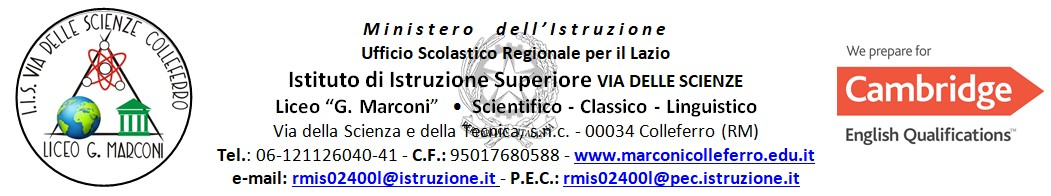 I.I.S. VIA DELLE SCIENZE COLLEFERRO
LICEO G. MARCONI
Ministero dell'Istruzione
Ufficio Scolastico Regionale per il Lazio
Istituto di Istruzione Superiore VIA DELLE SCIENZE
Liceo “G. Marconi” • Scientifico - Classico - Linguistico
Via della Scienza e della Tecnica, s.n.c. - 00034 Colleferro (RM)
Tel.: 06-121126040-41 - C.F.: 95017680588 - www.marconicolleferro.edu.it
e-mail: rmis02400l@istruzione.it - P.E.C.: rmis02400l@pec.istruzione.it
We prepare for
Cambridge
English Qualifications™